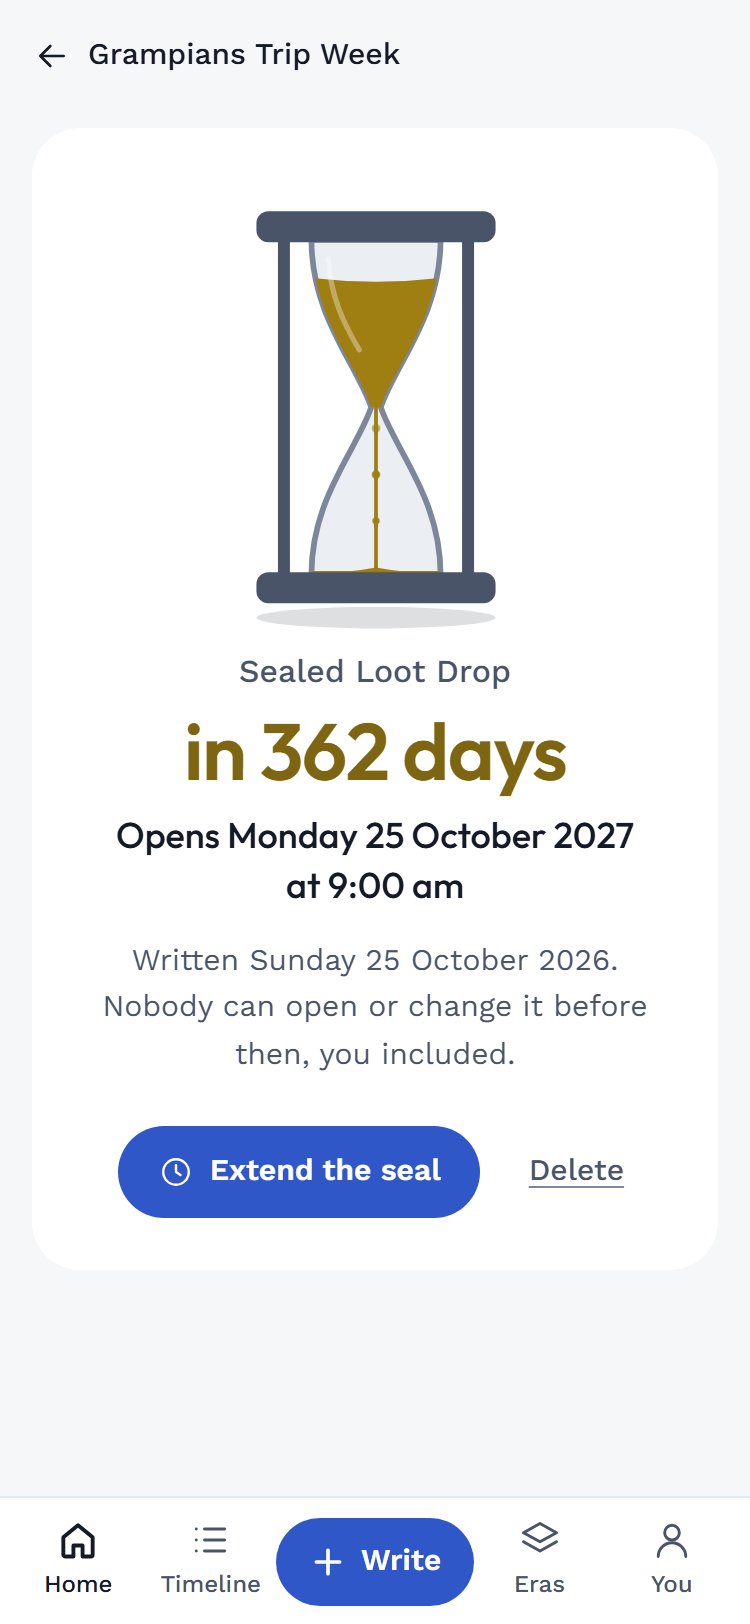 Grampians Trip Week
Sealed Loot Drop
in 362 days
Opens Monday 25 October 2027
at 9:00 am
Written Sunday 25 October 2026.
Nobody can open or change it before
then, you included.
Extend the seal
Delete
Home
Timeline
Write
Eras
You